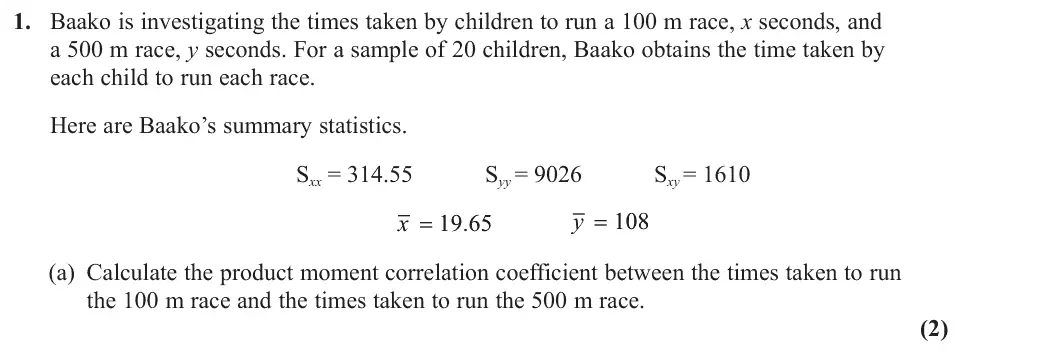 1. Baako is investigating the times taken by children to run a 100 m race, x seconds, and
a 500 m race, y seconds. For a sample of 20 children, Baako obtains the time taken by
each child to run each race.
Here are Baako’s summary statistics.
Sxx = 314.55 Syy = 9026 Sxy = 1610
x̅ = 19.65 y̅ = 108
(a) Calculate the product moment correlation coefficient between the times taken to run
the 100 m race and the times taken to run the 500 m race.
(2)